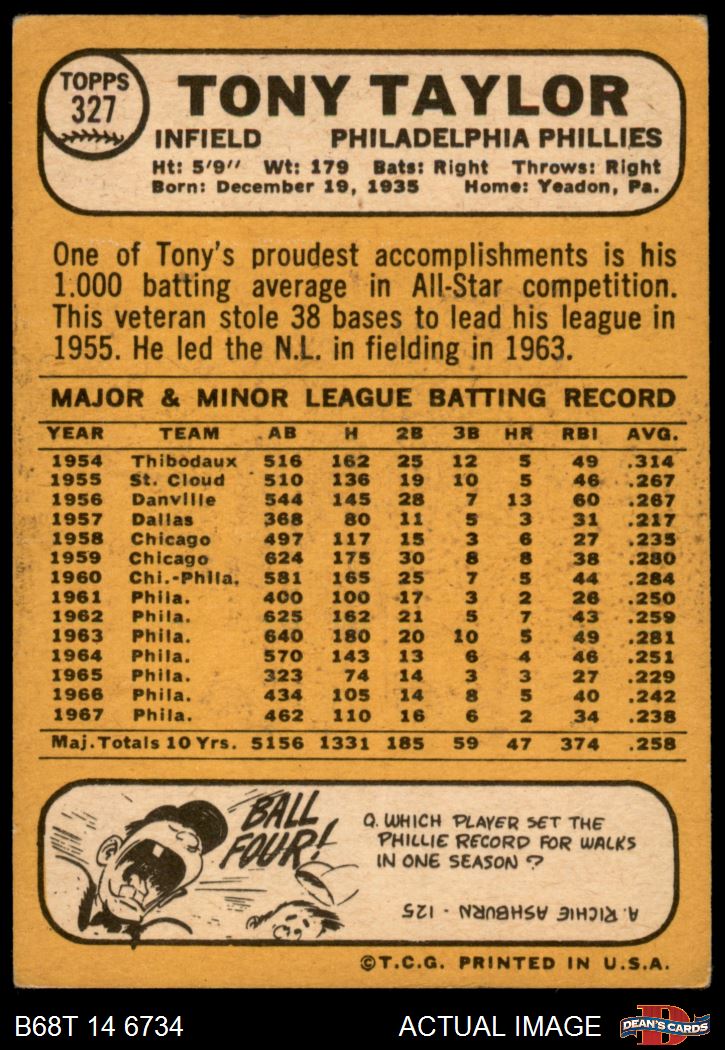 TOPPS
327
TONY TAYLOR
INFIELD PHILADELPHIA PHILLIES
Ht: 5'9" Wt: 179 Bats: Right Throws: Right
Born: December 19, 1935 Home: Yeadon, Pa.
One of Tony's proudest accomplishments is his
1.000 batting average in All-Star competition.
This veteran stole 38 bases to lead his league in
1955. He led the N.L. in fielding in 1963.
MAJOR & MINOR LEAGUE BATTING RECORD
YEAR TEAM AB H 2B 3B HR RBI AVG.
1954 Thibodaux 516 162 25 12 5 49 .314
1955 St. Cloud 510 136 19 10 5 46 .267
1956 Danville 544 145 28 7 13 60 .267
1957 Dallas 368 80 11 5 3 31 .217
1958 Chicago 497 117 15 3 6 27 .235
1959 Chicago 624 175 30 8 8 38 .280
1960 Chi.-Phila. 581 165 25 7 5 44 .284
1961 Phila. 400 100 17 3 2 26 .250
1962 Phila. 625 162 21 5 7 43 .259
1963 Phila. 640 180 20 10 5 49 .281
1964 Phila. 570 143 13 6 4 46 .251
1965 Phila. 323 74 14 3 3 27 .229
1966 Phila. 434 105 14 8 5 40 .242
1967 Phila. 462 110 16 6 2 34 .238
Maj. Totals 10 Yrs. 5156 1331 185 59 47 374 .258
BALL
FOUR!
Q. WHICH PLAYER SET THE
PHILLIE RECORD FOR WALKS
IN ONE SEASON?
A. RICHIE ASHBURN - 125
©T.C.G. PRINTED IN U.S.A.
B68T 14 6734 ACTUAL IMAGE
D
DEAN'S CARDS